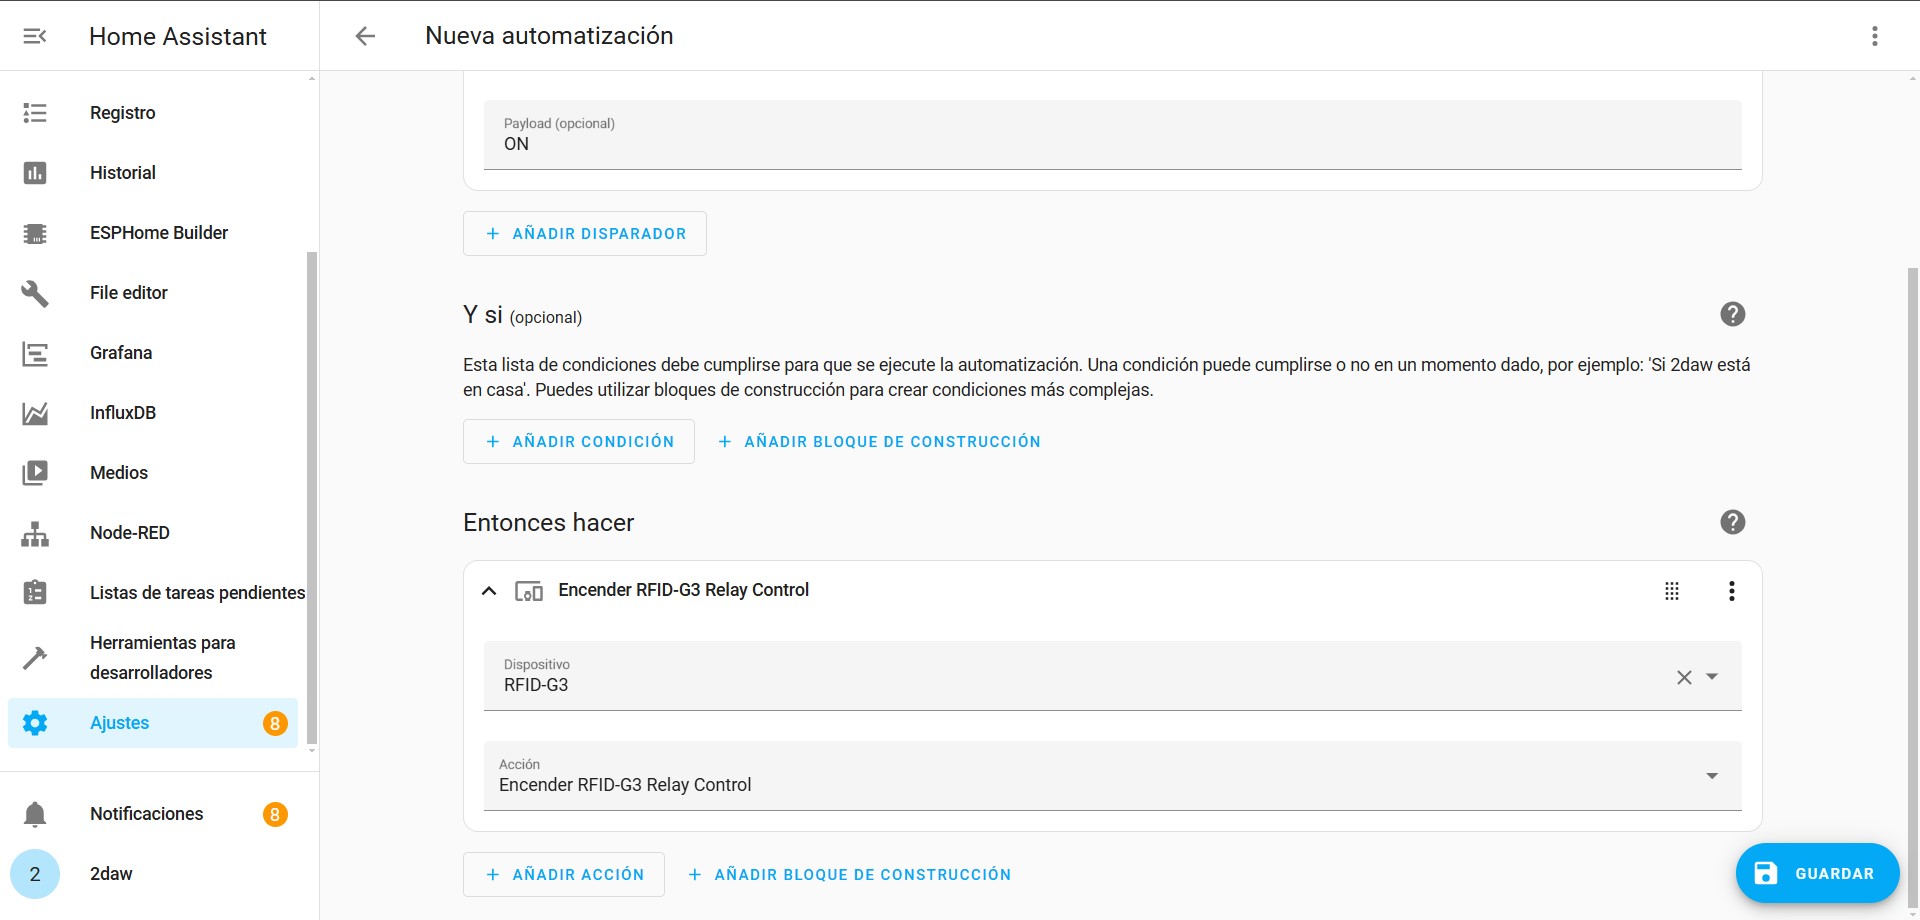 Home Assistant
Nueva automatización
Registro
Historial
ESPHome Builder
File editor
Grafana
InfluxDB
Medios
Node-RED
Listas de tareas pendientes
Herramientas para
desarrolladores
Ajustes
8
Notificaciones
8
2
2daw
Payload (opcional)
ON
+ AÑADIR DISPARADOR
Y si (opcional)
Esta lista de condiciones debe cumplirse para que se ejecute la automatización. Una condición puede cumplirse o no en un momento dado, por ejemplo: 'Si 2daw está
en casa'. Puedes utilizar bloques de construcción para crear condiciones más complejas.
+ AÑADIR CONDICIÓN + AÑADIR BLOQUE DE CONSTRUCCIÓN
Entonces hacer
Encender RFID-G3 Relay Control
Dispositivo
RFID-G3
Acción
Encender RFID-G3 Relay Control
+ AÑADIR ACCIÓN + AÑADIR BLOQUE DE CONSTRUCCIÓN
GUARDAR